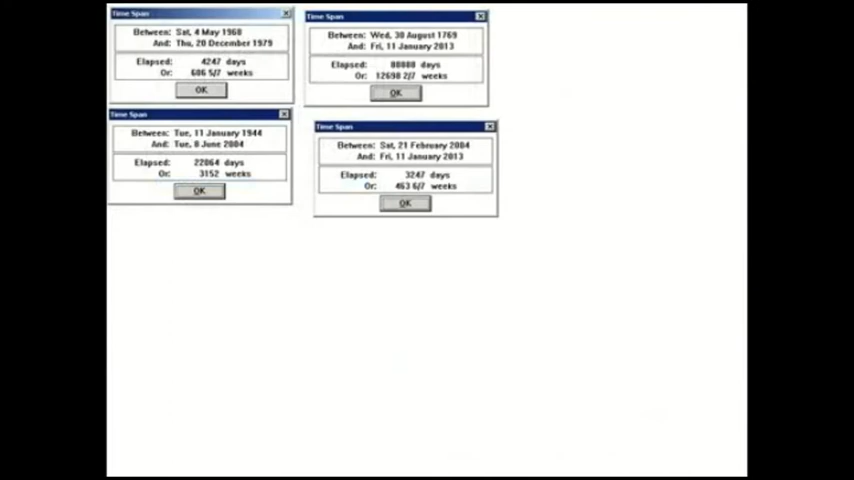 Time Span
Between: Sat, 4 May 1968
And: Thu, 20 December 1979
Elapsed: 4247 days
Or: 606 5/7 weeks
OK
Time Span
Between: Wed, 30 August 1769
And: Fri, 11 January 2013
Elapsed: 88888 days
Or: 12698 2/7 weeks
OK
Time Span
Between: Tue, 11 January 1944
And: Tue, 8 June 2004
Elapsed: 22064 days
Or: 3152 weeks
OK
Time Span
Between: Sat, 21 February 2004
And: Fri, 11 January 2013
Elapsed: 3247 days
Or: 463 6/7 weeks
OK